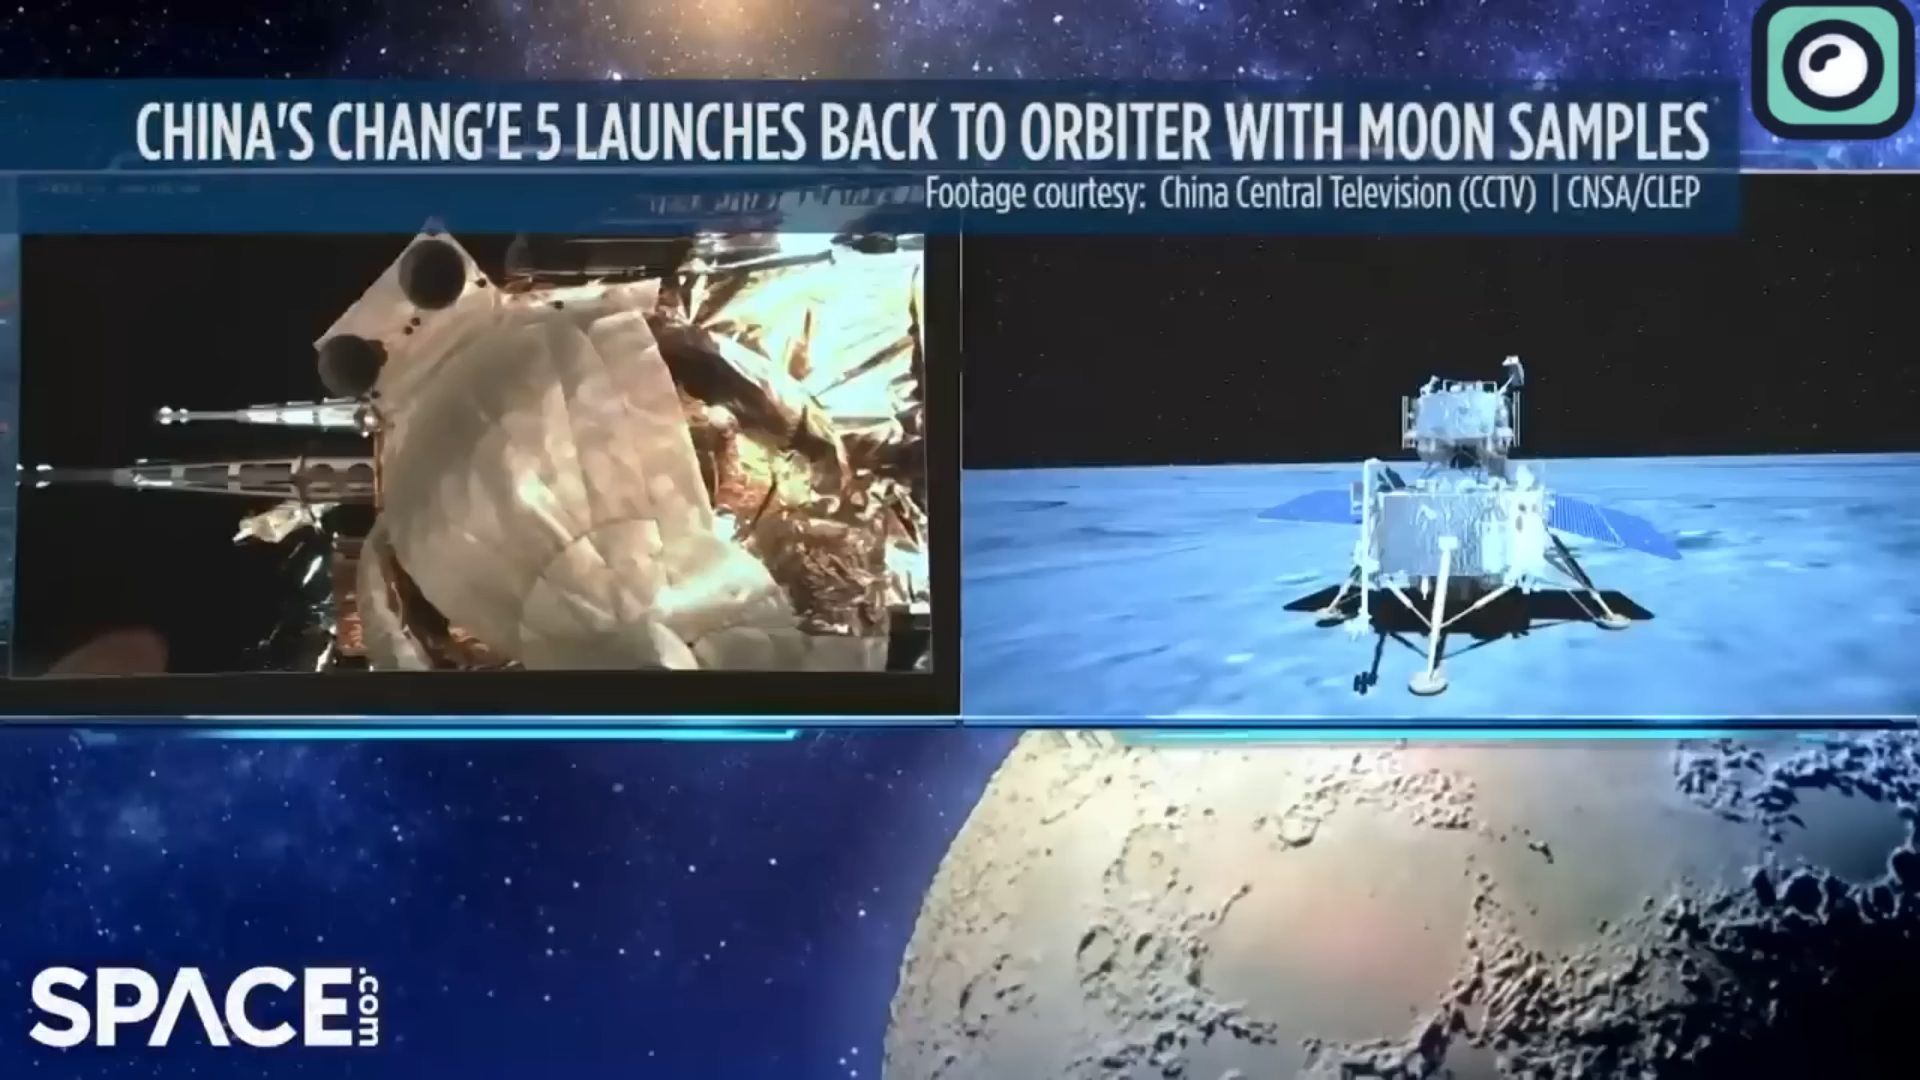 CHINA'S CHANG'E 5 LAUNCHES BACK TO ORBITER WITH MOON SAMPLES
Footage courtesy: China Central Television (CCTV) | CNSA/CLEP
SPACE.com